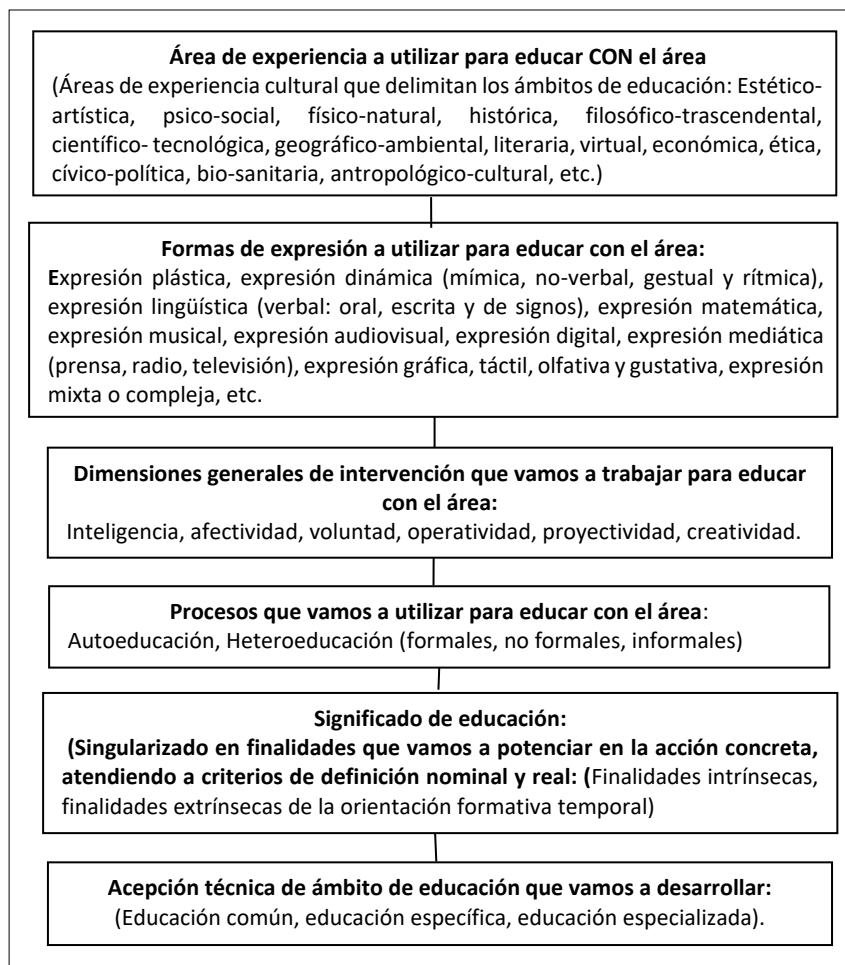 Área de experiencia a utilizar para educar CON el área
(Áreas de experiencia cultural que delimitan los ámbitos de educación: Estético-
artística, psico-social, físico-natural, histórica, filosófico-trascendental,
científico- tecnológica, geográfico-ambiental, literaria, virtual, económica, ética,
cívico-política, bio-sanitaria, antropológico-cultural, etc.)
Formas de expresión a utilizar para educar con el área:
Expresión plástica, expresión dinámica (mímica, no-verbal, gestual y rítmica),
expresión lingüística (verbal: oral, escrita y de signos), expresión matemática,
expresión musical, expresión audiovisual, expresión digital, expresión mediática
(prensa, radio, televisión), expresión gráfica, táctil, olfativa y gustativa, expresión
mixta o compleja, etc.
Dimensiones generales de intervención que vamos a trabajar para educar
con el área:
Inteligencia, afectividad, voluntad, operatividad, proyectividad, creatividad.
Procesos que vamos a utilizar para educar con el área:
Autoeducación, Heteroeducación (formales, no formales, informales)
Significado de educación:
(Singularizado en finalidades que vamos a potenciar en la acción concreta,
atendiendo a criterios de definición nominal y real: (Finalidades intrínsecas,
finalidades extrínsecas de la orientación formativa temporal)
Acepción técnica de ámbito de educación que vamos a desarrollar:
(Educación común, educación específica, educación especializada).